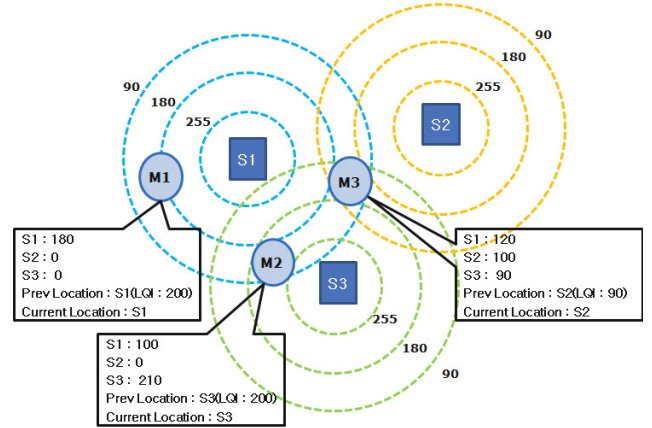 90
180
90
180
255
255
S2
S1
M1
M3
S1 : 180
S2 : 0
S3 : 0
Prev Location : S1(LQI : 200)
Current Location : S1
M2
S1 : 120
S2 : 100
S3 : 90
Prev Location : S2(LQI : 90)
Current Location : S2
S3
255
180
90
S1 : 100
S2 : 0
S3 : 210
Prev Location : S3(LQI : 200)
Current Location : S3